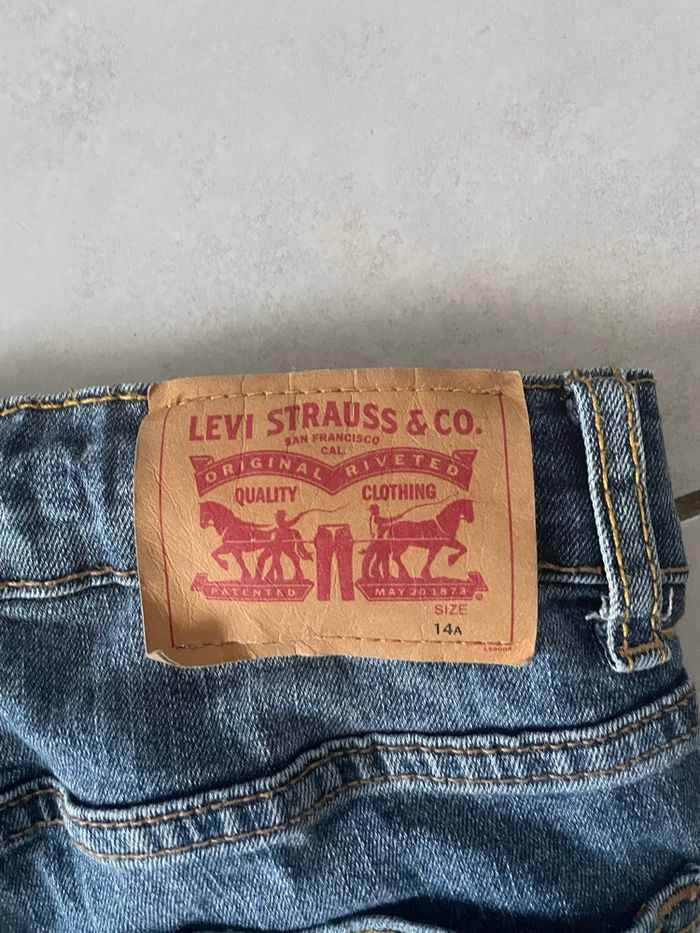 LEVI STRAUSS & CO.
SAN FRANCISCO
CAL.
ORIGINAL RIVETED
QUALITY CLOTHING
PATENTED MAY 20 1873 ®
SIZE
14A